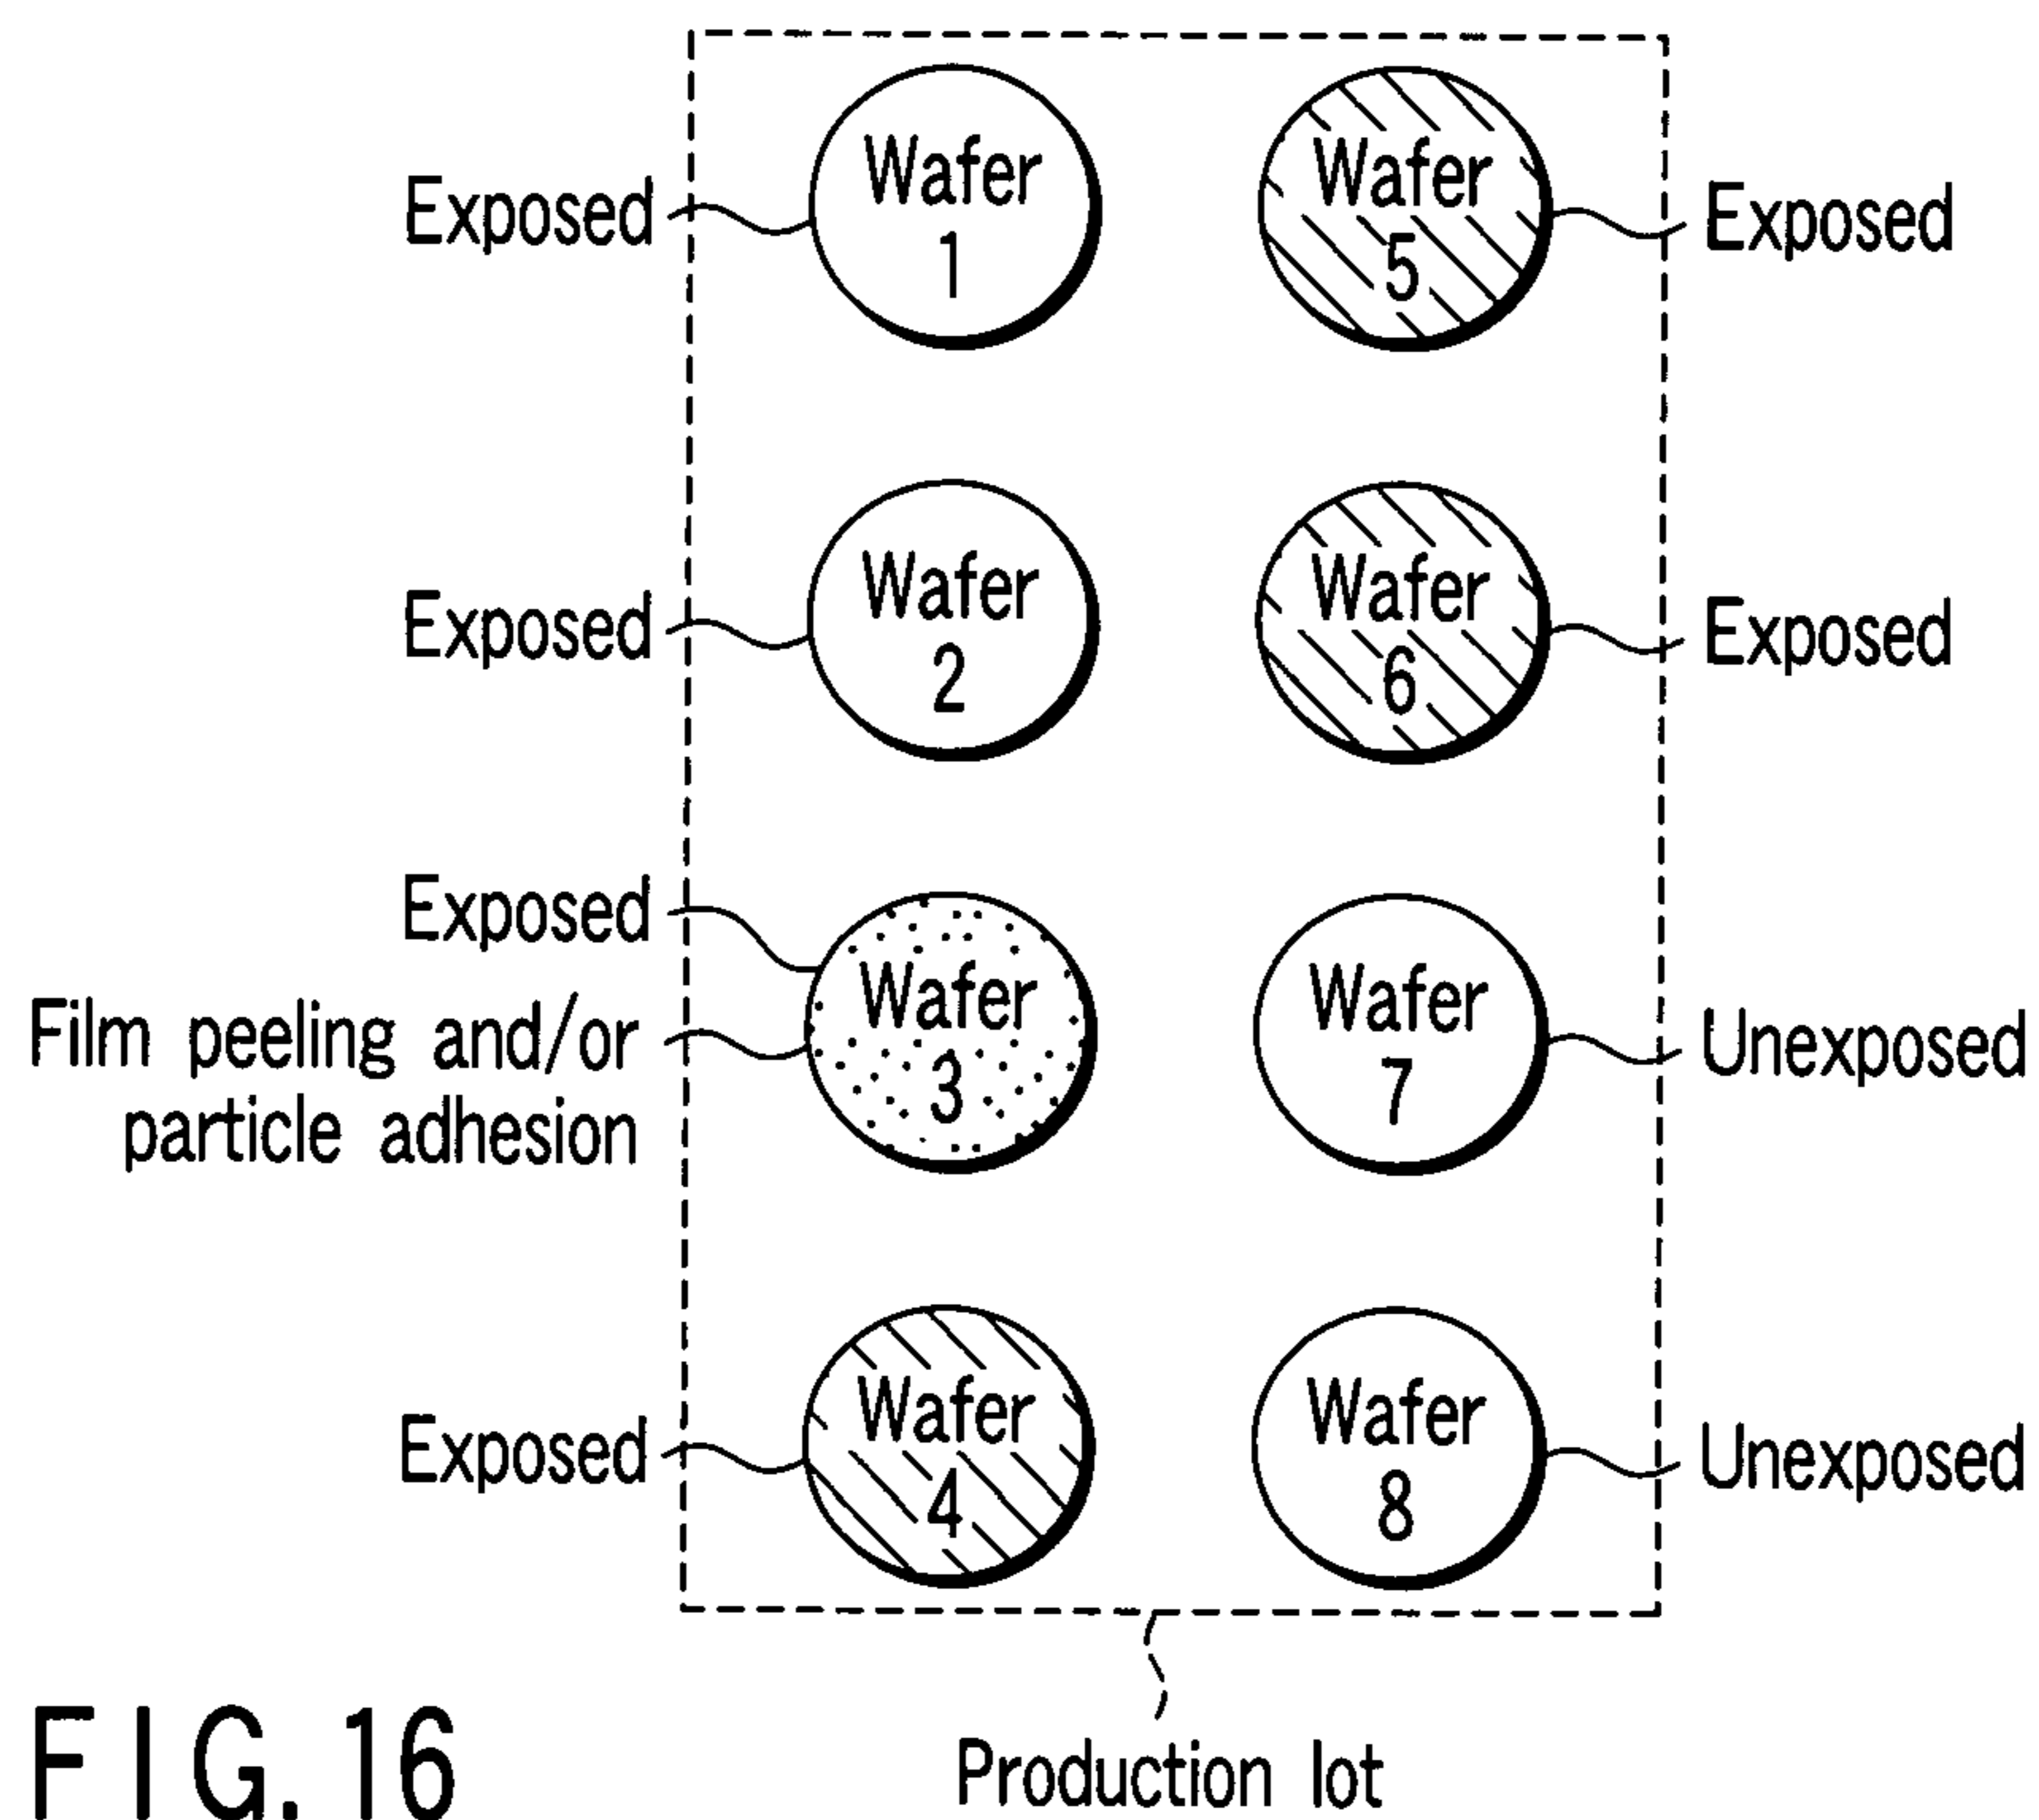 Exposed
Wafer
1
Wafer
5
Exposed
Exposed
Wafer
2
Wafer
6
Exposed
Exposed
Film peeling and/or
particle adhesion
Wafer
3
Wafer
7
Unexposed
Exposed
Wafer
4
Wafer
8
Unexposed
Production lot
FIG.16